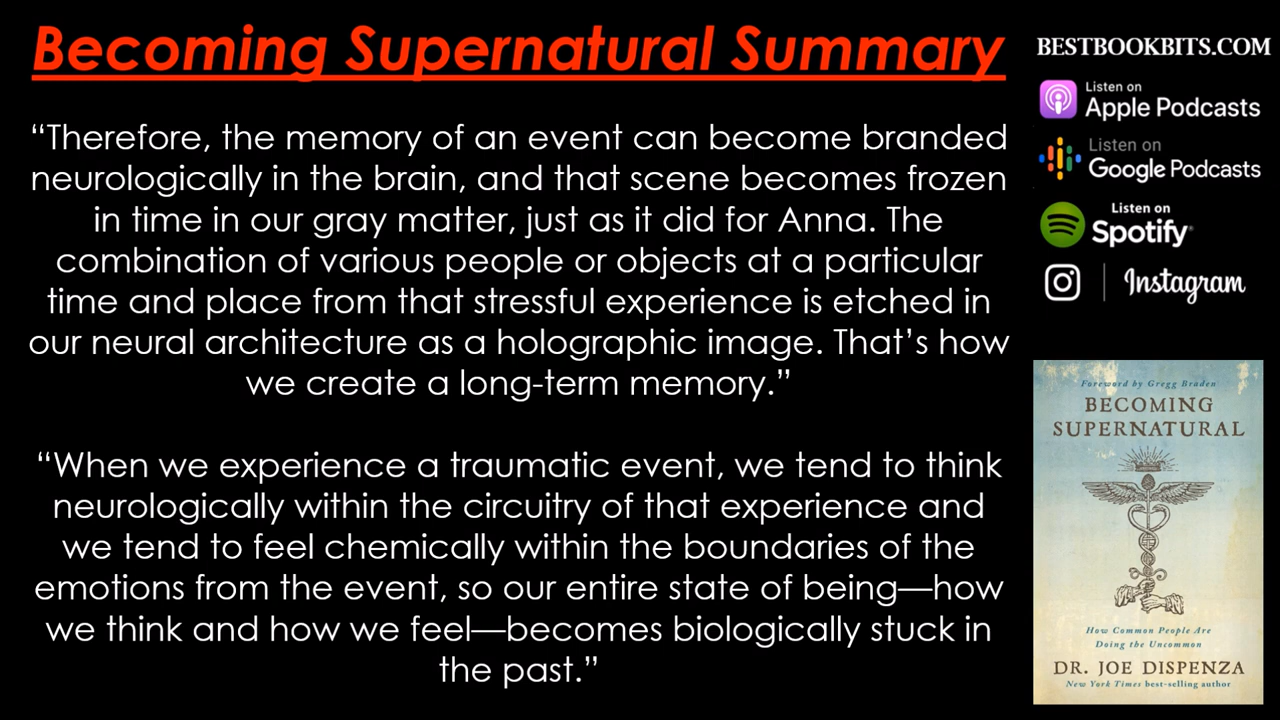 Becoming Supernatural Summary
“Therefore, the memory of an event can become branded
neurologically in the brain, and that scene becomes frozen
in time in our gray matter, just as it did for Anna. The
combination of various people or objects at a particular
time and place from that stressful experience is etched in
our neural architecture as a holographic image. That’s how
we create a long-term memory.”
“When we experience a traumatic event, we tend to think
neurologically within the circuitry of that experience and
we tend to feel chemically within the boundaries of the
emotions from the event, so our entire state of being—how
we think and how we feel—becomes biologically stuck in
the past.”
BESTBOOKBITS.COM
Listen on
Apple Podcasts
Listen on
Google Podcasts
Listen on
Spotify
Instagram
Foreword by Gregg Braden
BECOMING
SUPERNATURAL
How Common People Are
Doing the Uncommon
DR. JOE DISPENZA
New York Times best-selling author